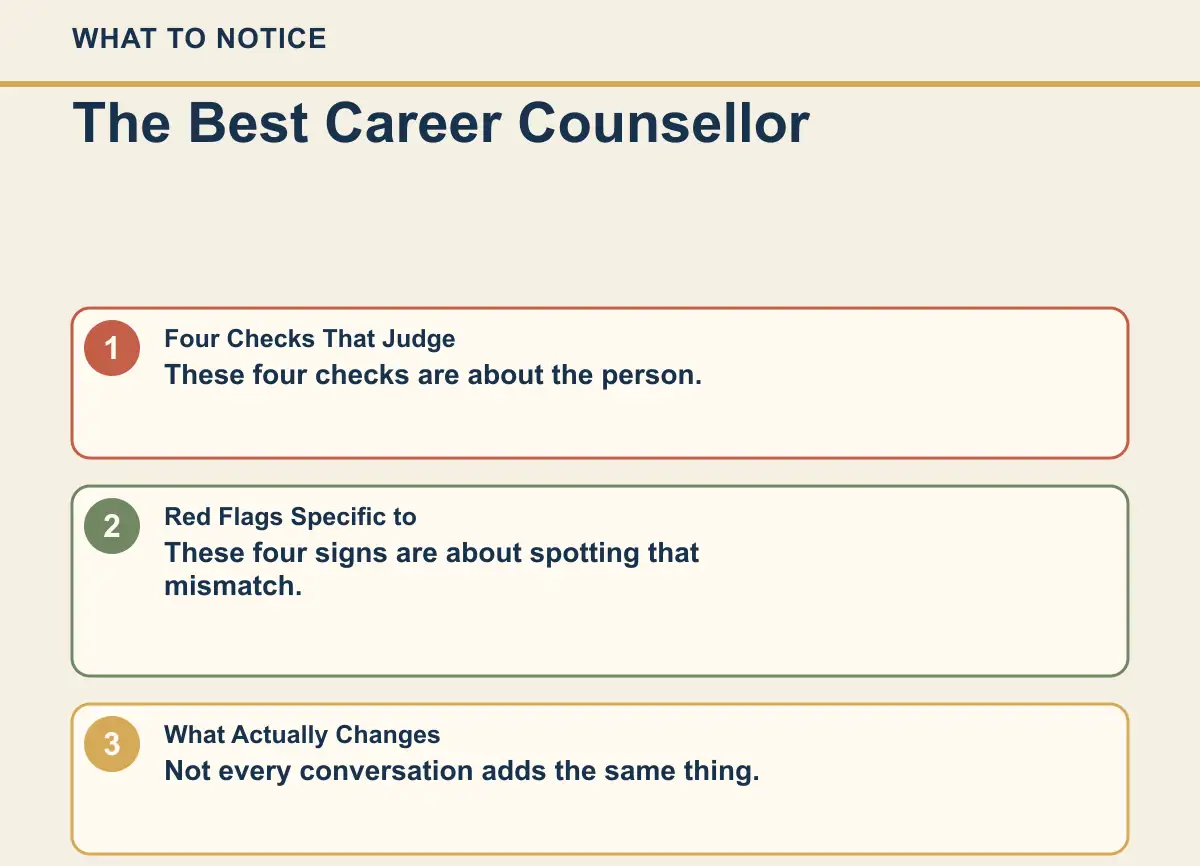 WHAT TO NOTICE
The Best Career Counsellor
1
Four Checks That Judge
These four checks are about the person.
2
Red Flags Specific to
These four signs are about spotting that
mismatch.
3
What Actually Changes
Not every conversation adds the same thing.